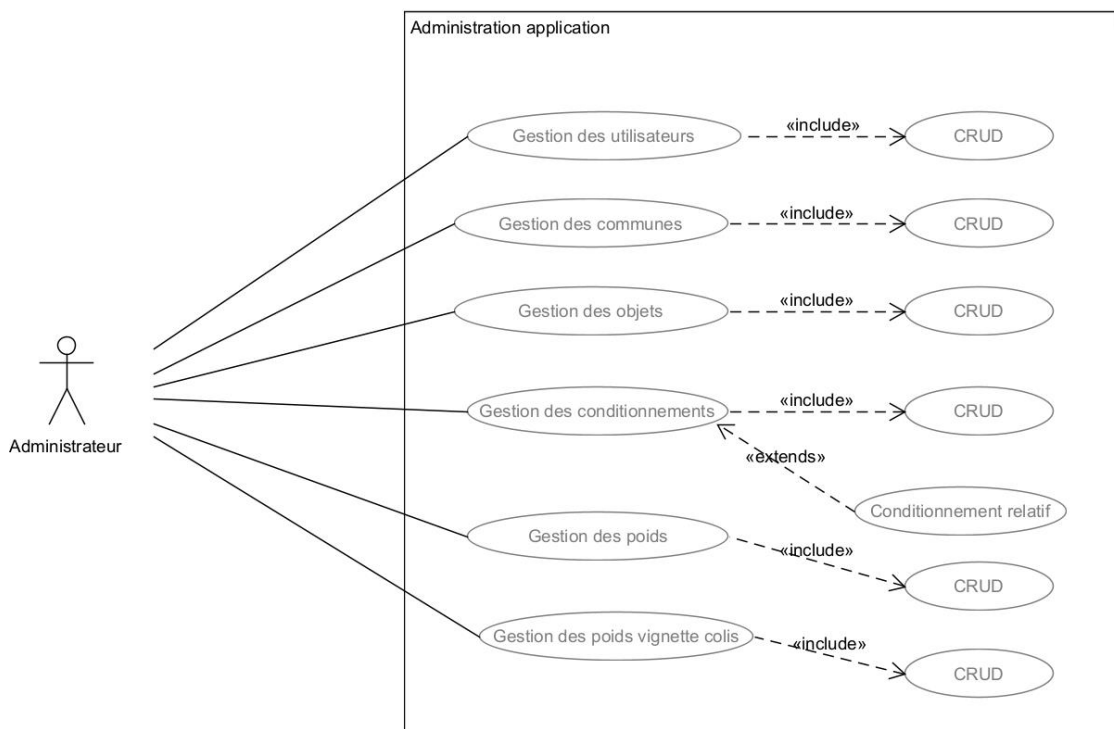 Administration application
Gestion des utilisateurs
«include»
CRUD
Gestion des communes
«include»
CRUD
Gestion des objets
«include»
CRUD
Administrateur
Gestion des conditionnements
«include»
CRUD
«extends»
Conditionnement relatif
Gestion des poids
«include»
CRUD
Gestion des poids vignette colis
«include»
CRUD